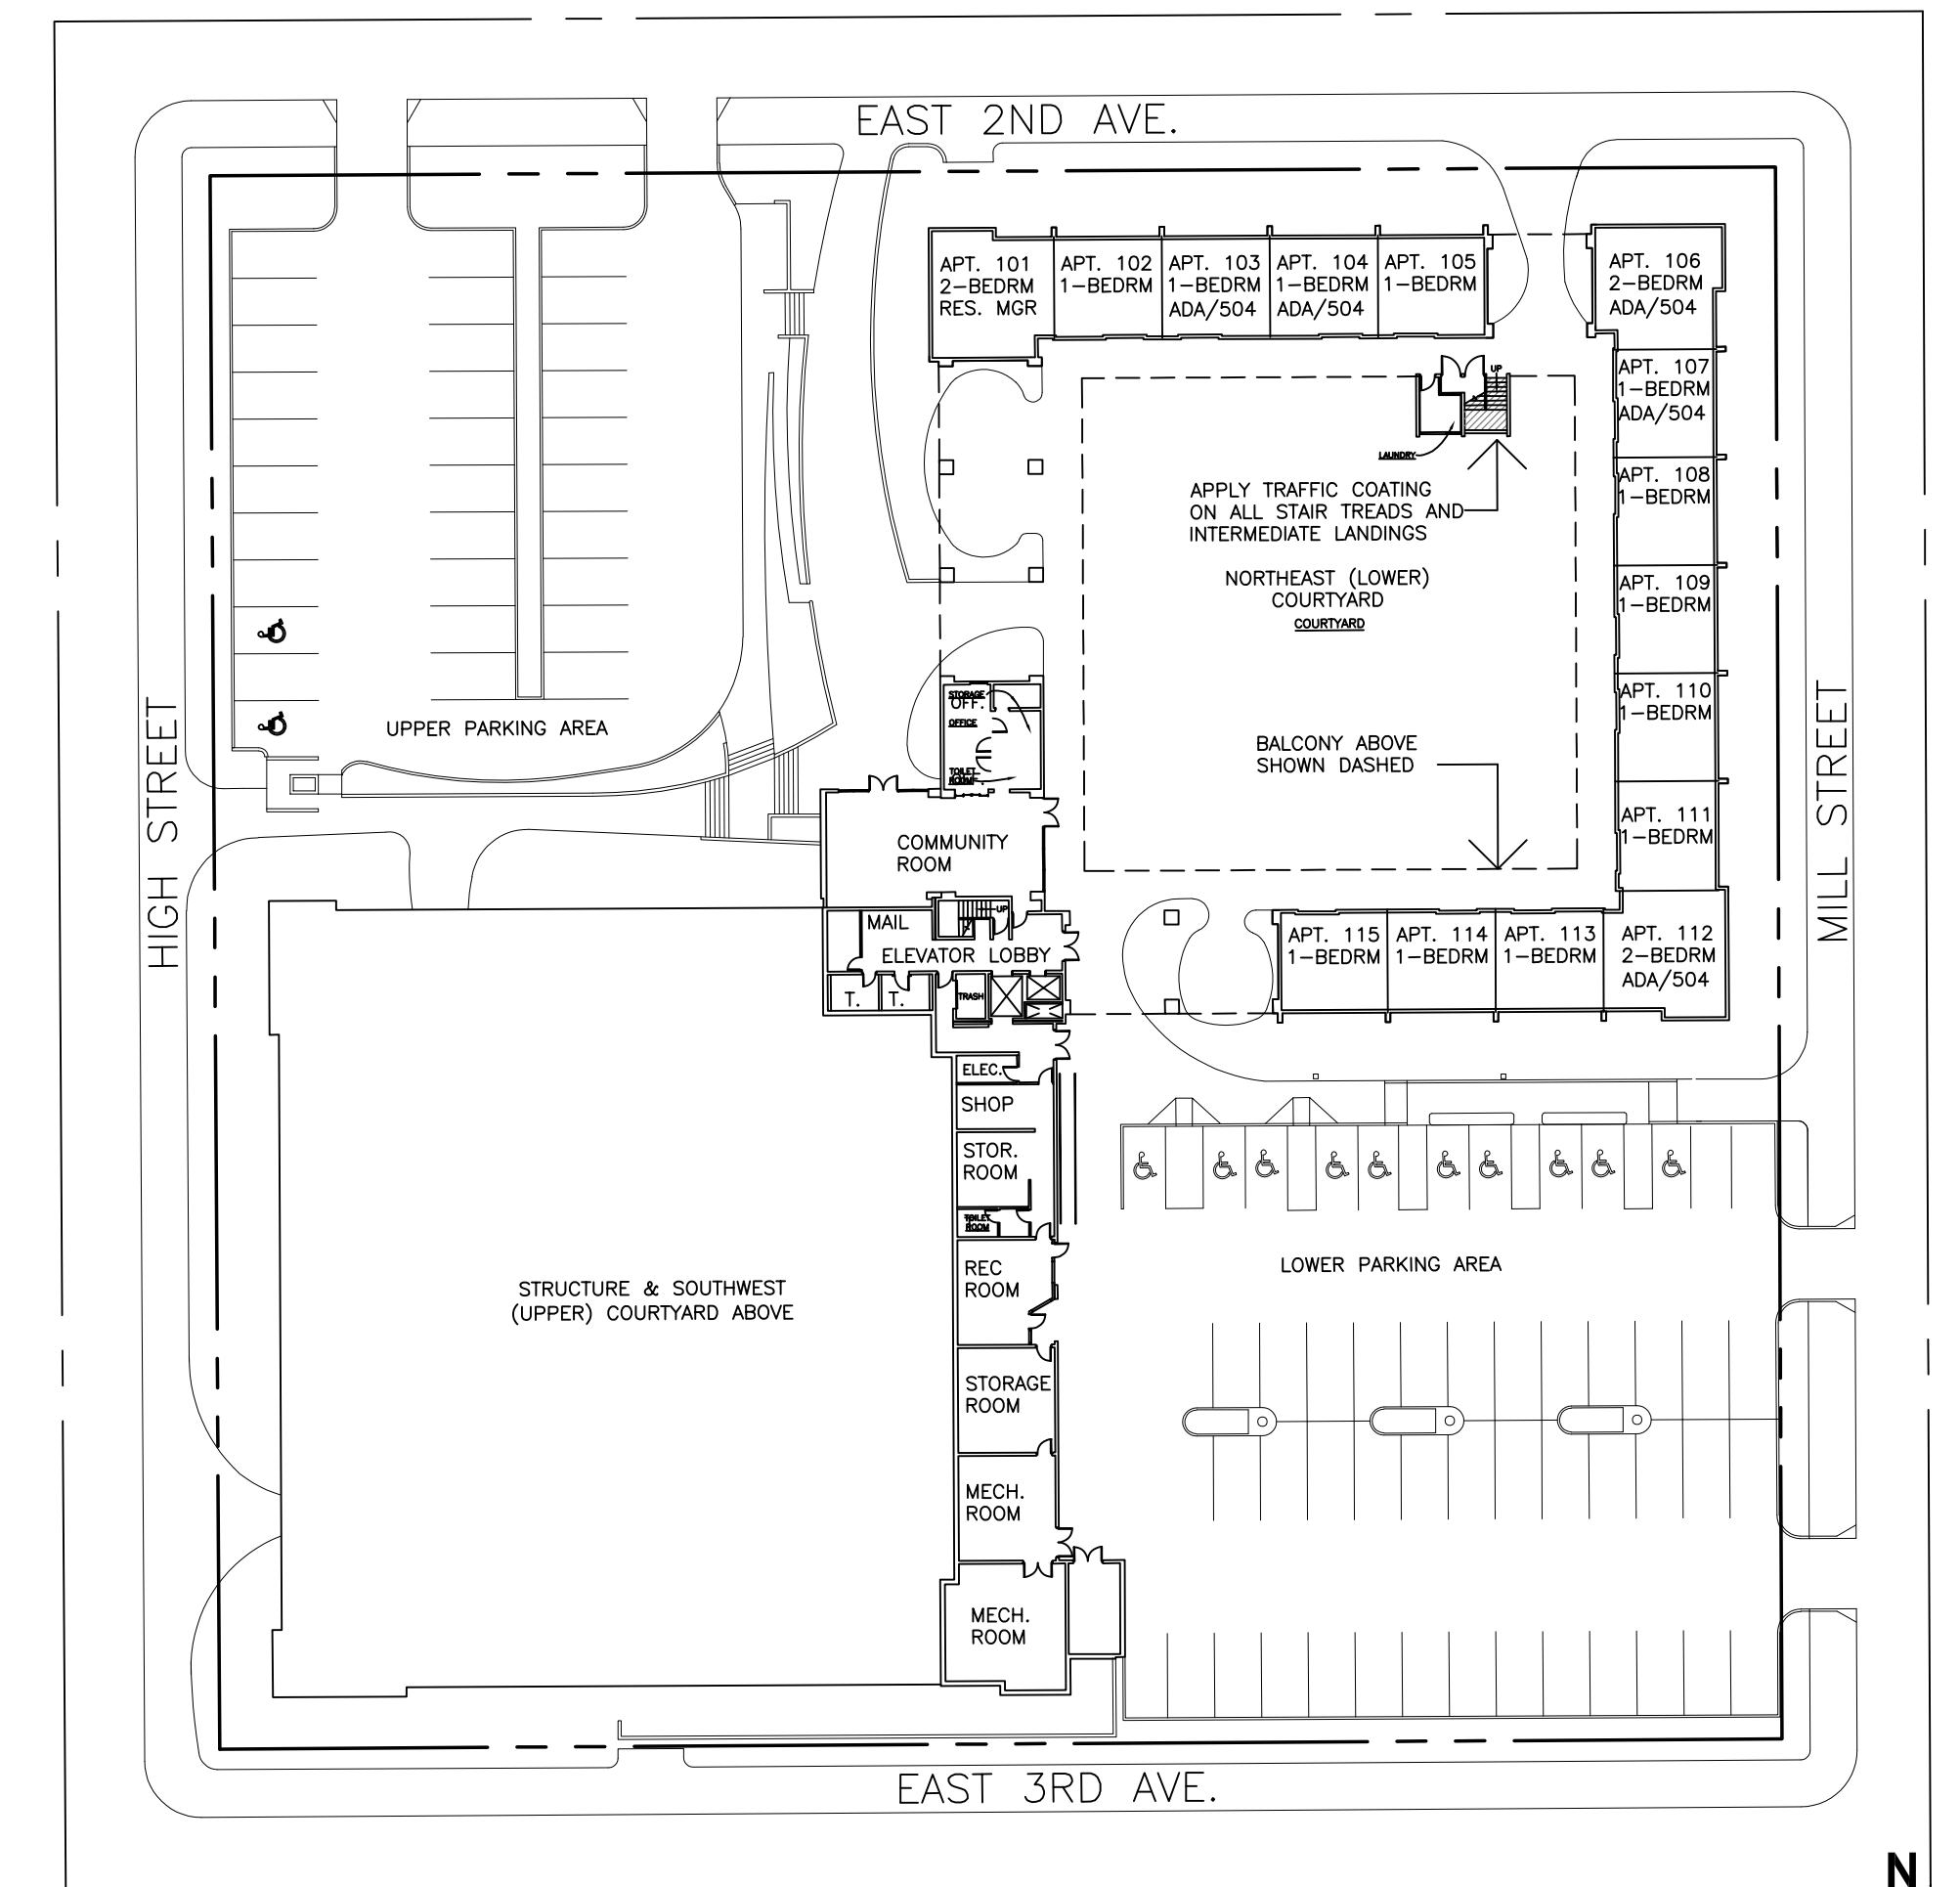 EAST 2ND AVE.
APT. 101
2-BEDRM
RES. MGR
APT. 102
1-BEDRM
APT. 103
1-BEDRM
ADA/504
APT. 104
1-BEDRM
ADA/504
APT. 105
1-BEDRM
APT. 106
2-BEDRM
ADA/504
APT. 107
1-BEDRM
ADA/504
APT. 108
1-BEDRM
APT. 109
1-BEDRM
APT. 110
1-BEDRM
APT. 111
1-BEDRM
APT. 112
2-BEDRM
ADA/504
APT. 113
1-BEDRM
APT. 114
1-BEDRM
APT. 115
1-BEDRM
UP
LAUNDRY
APPLY TRAFFIC COATING
ON ALL STAIR TREADS AND
INTERMEDIATE LANDINGS
NORTHEAST (LOWER)
COURTYARD
COURTYARD
BALCONY ABOVE
SHOWN DASHED
UPPER PARKING AREA
HIGH STREET
MILL STREET
STORAGE
OFF.
OFFICE
TOILET
ROOM
COMMUNITY
ROOM
MAIL
UP
ELEVATOR LOBBY
T.
T.
TRASH
ELEC.
SHOP
STOR.
ROOM
TOILET
ROOM
REC
ROOM
STORAGE
ROOM
MECH.
ROOM
MECH.
ROOM
STRUCTURE & SOUTHWEST
(UPPER) COURTYARD ABOVE
LOWER PARKING AREA
EAST 3RD AVE.
N